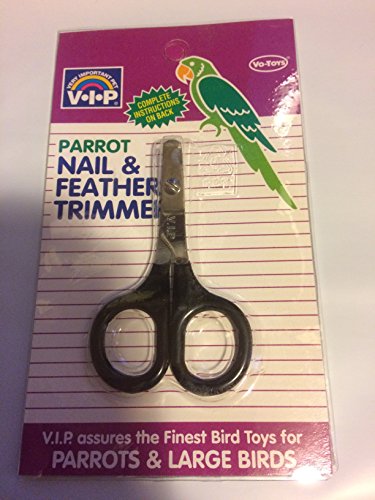 VERY IMPORTANT PET
V•I•P®
Vo-Toys
COMPLETE
INSTRUCTIONS
ON BACK
PARROT
NAIL &
FEATHER
TRIMMER
V.I.P.
V.I.P. assures the Finest Bird Toys for
PARROTS & LARGE BIRDS